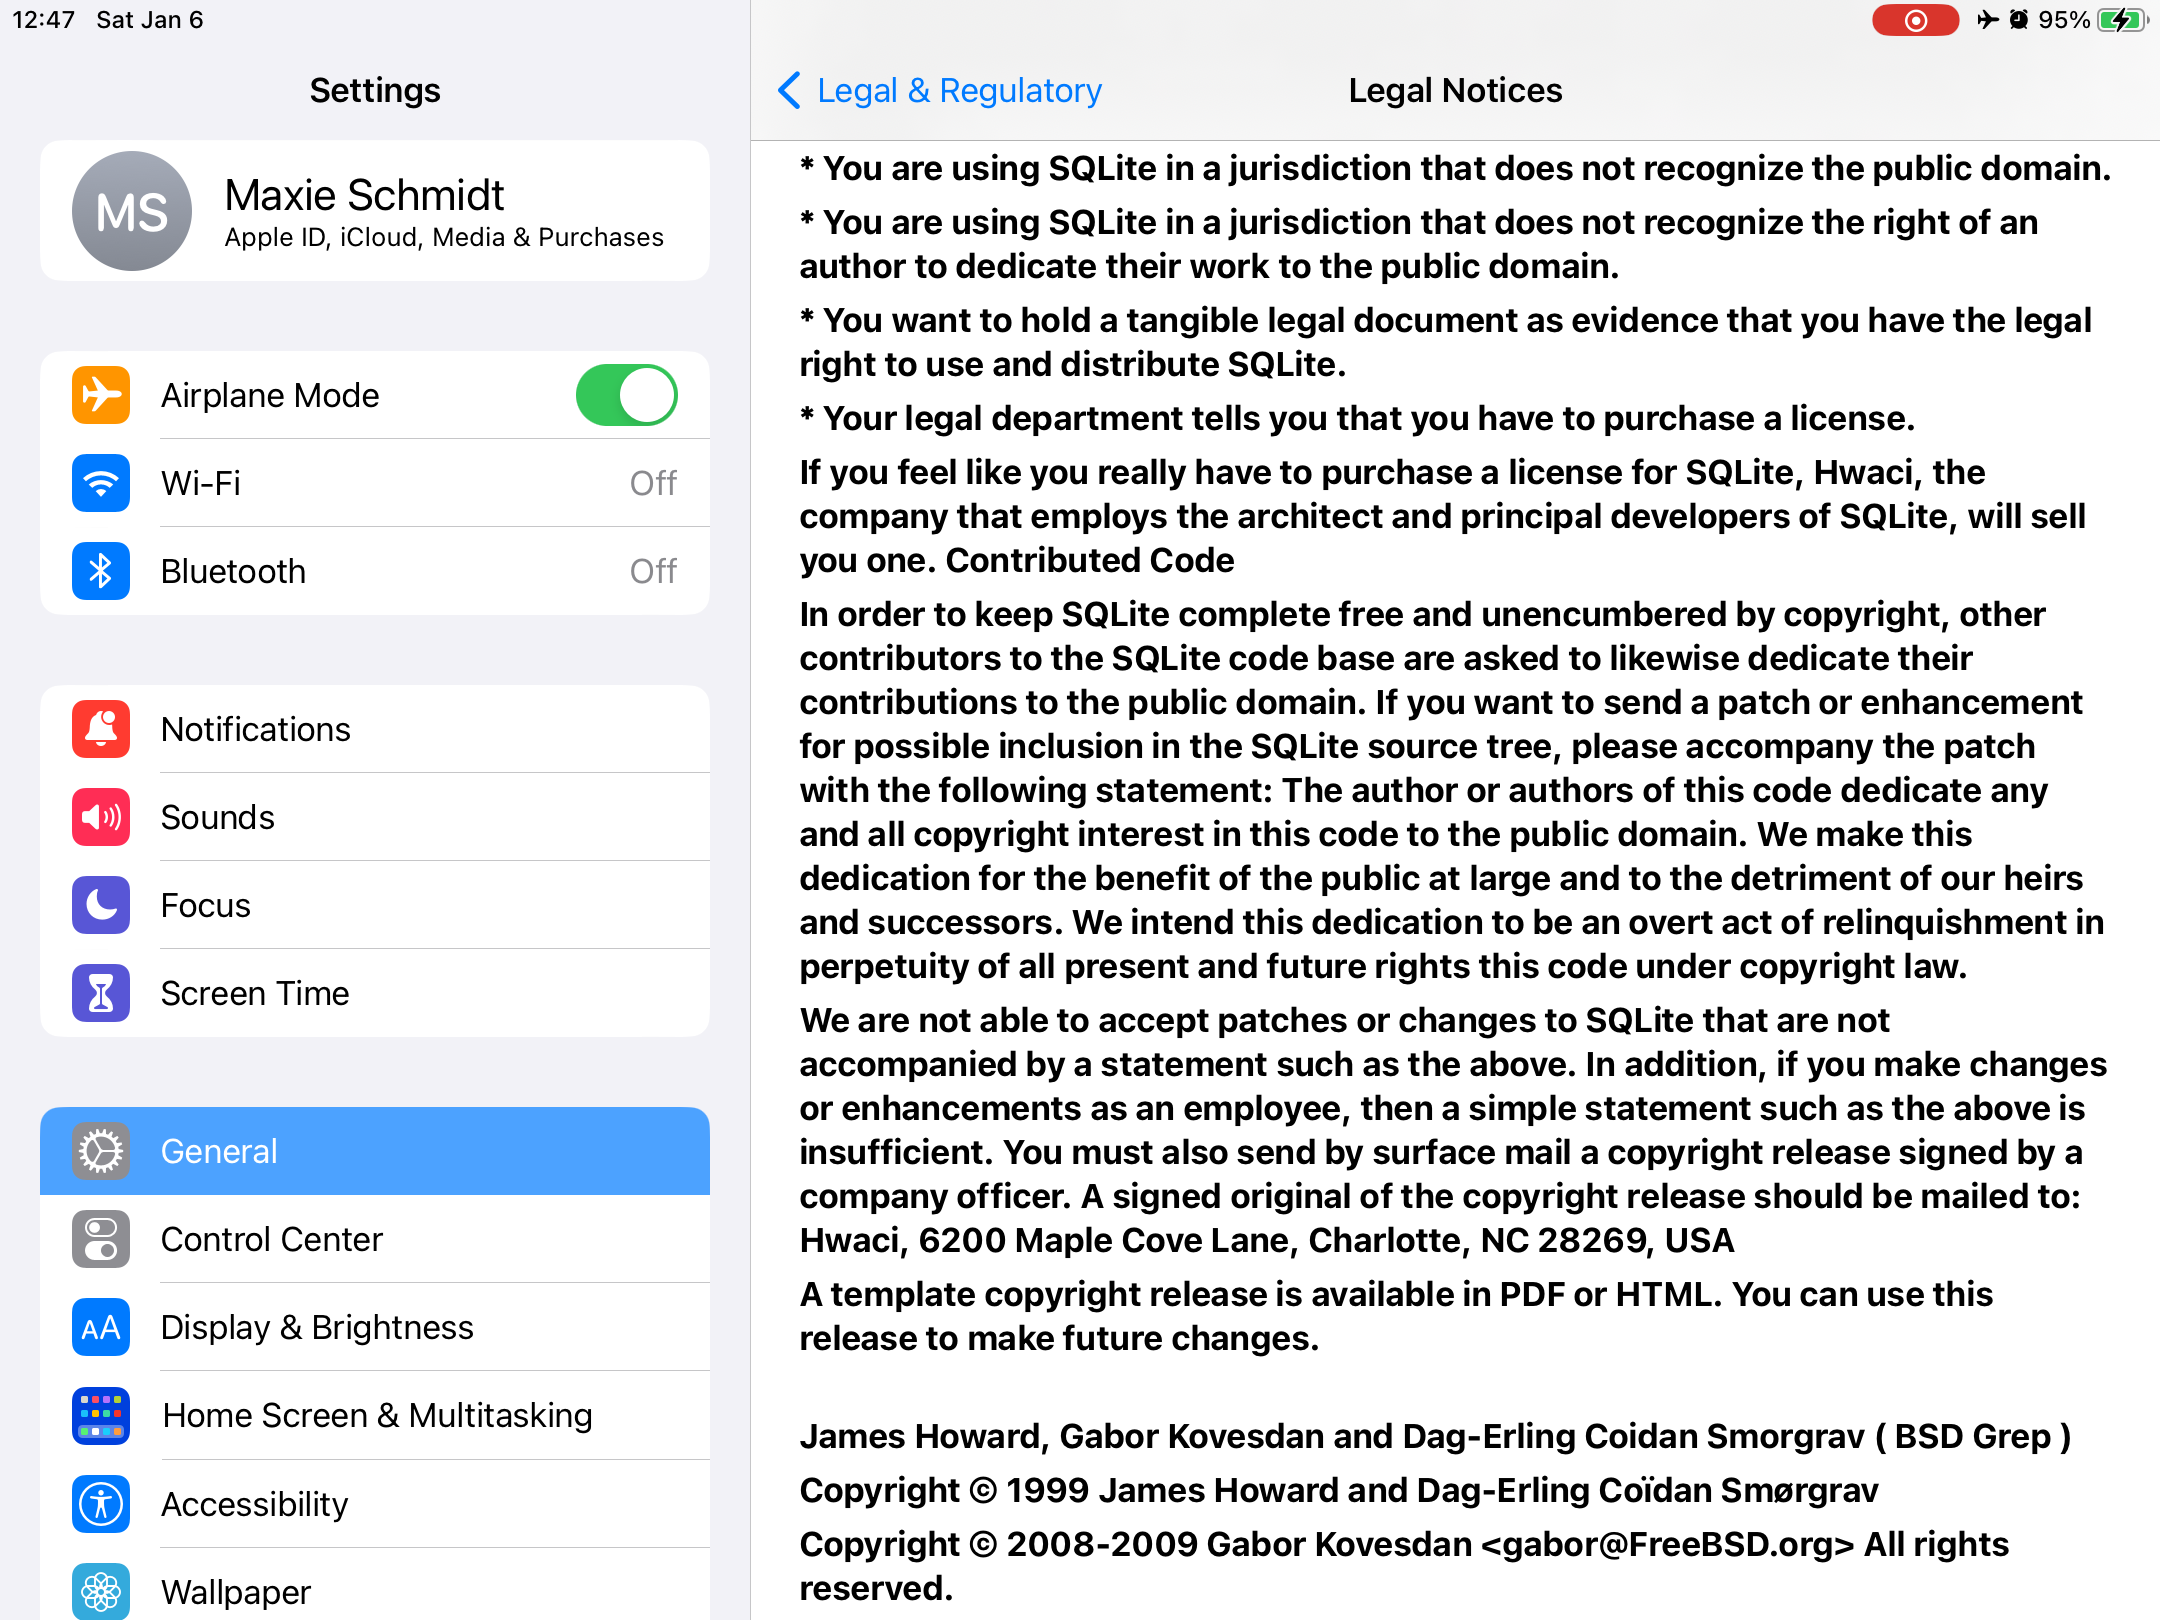 12:47 Sat Jan 6
95%
Settings
MS
Maxie Schmidt
Apple ID, iCloud, Media & Purchases
Airplane Mode
Wi-Fi Off
Bluetooth Off
Notifications
Sounds
Focus
Screen Time
General
Control Center
AA Display & Brightness
Home Screen & Multitasking
Accessibility
Wallpaper
Legal & Regulatory
Legal Notices
* You are using SQLite in a jurisdiction that does not recognize the public domain.
* You are using SQLite in a jurisdiction that does not recognize the right of an
author to dedicate their work to the public domain.
* You want to hold a tangible legal document as evidence that you have the legal
right to use and distribute SQLite.
* Your legal department tells you that you have to purchase a license.
If you feel like you really have to purchase a license for SQLite, Hwaci, the
company that employs the architect and principal developers of SQLite, will sell
you one. Contributed Code
In order to keep SQLite complete free and unencumbered by copyright, other
contributors to the SQLite code base are asked to likewise dedicate their
contributions to the public domain. If you want to send a patch or enhancement
for possible inclusion in the SQLite source tree, please accompany the patch
with the following statement: The author or authors of this code dedicate any
and all copyright interest in this code to the public domain. We make this
dedication for the benefit of the public at large and to the detriment of our heirs
and successors. We intend this dedication to be an overt act of relinquishment in
perpetuity of all present and future rights this code under copyright law.
We are not able to accept patches or changes to SQLite that are not
accompanied by a statement such as the above. In addition, if you make changes
or enhancements as an employee, then a simple statement such as the above is
insufficient. You must also send by surface mail a copyright release signed by a
company officer. A signed original of the copyright release should be mailed to:
Hwaci, 6200 Maple Cove Lane, Charlotte, NC 28269, USA
A template copyright release is available in PDF or HTML. You can use this
release to make future changes.
James Howard, Gabor Kovesdan and Dag-Erling Coidan Smorgrav ( BSD Grep )
Copyright © 1999 James Howard and Dag-Erling Coïdan Smørgrav
Copyright © 2008-2009 Gabor Kovesdan <gabor@FreeBSD.org> All rights
reserved.